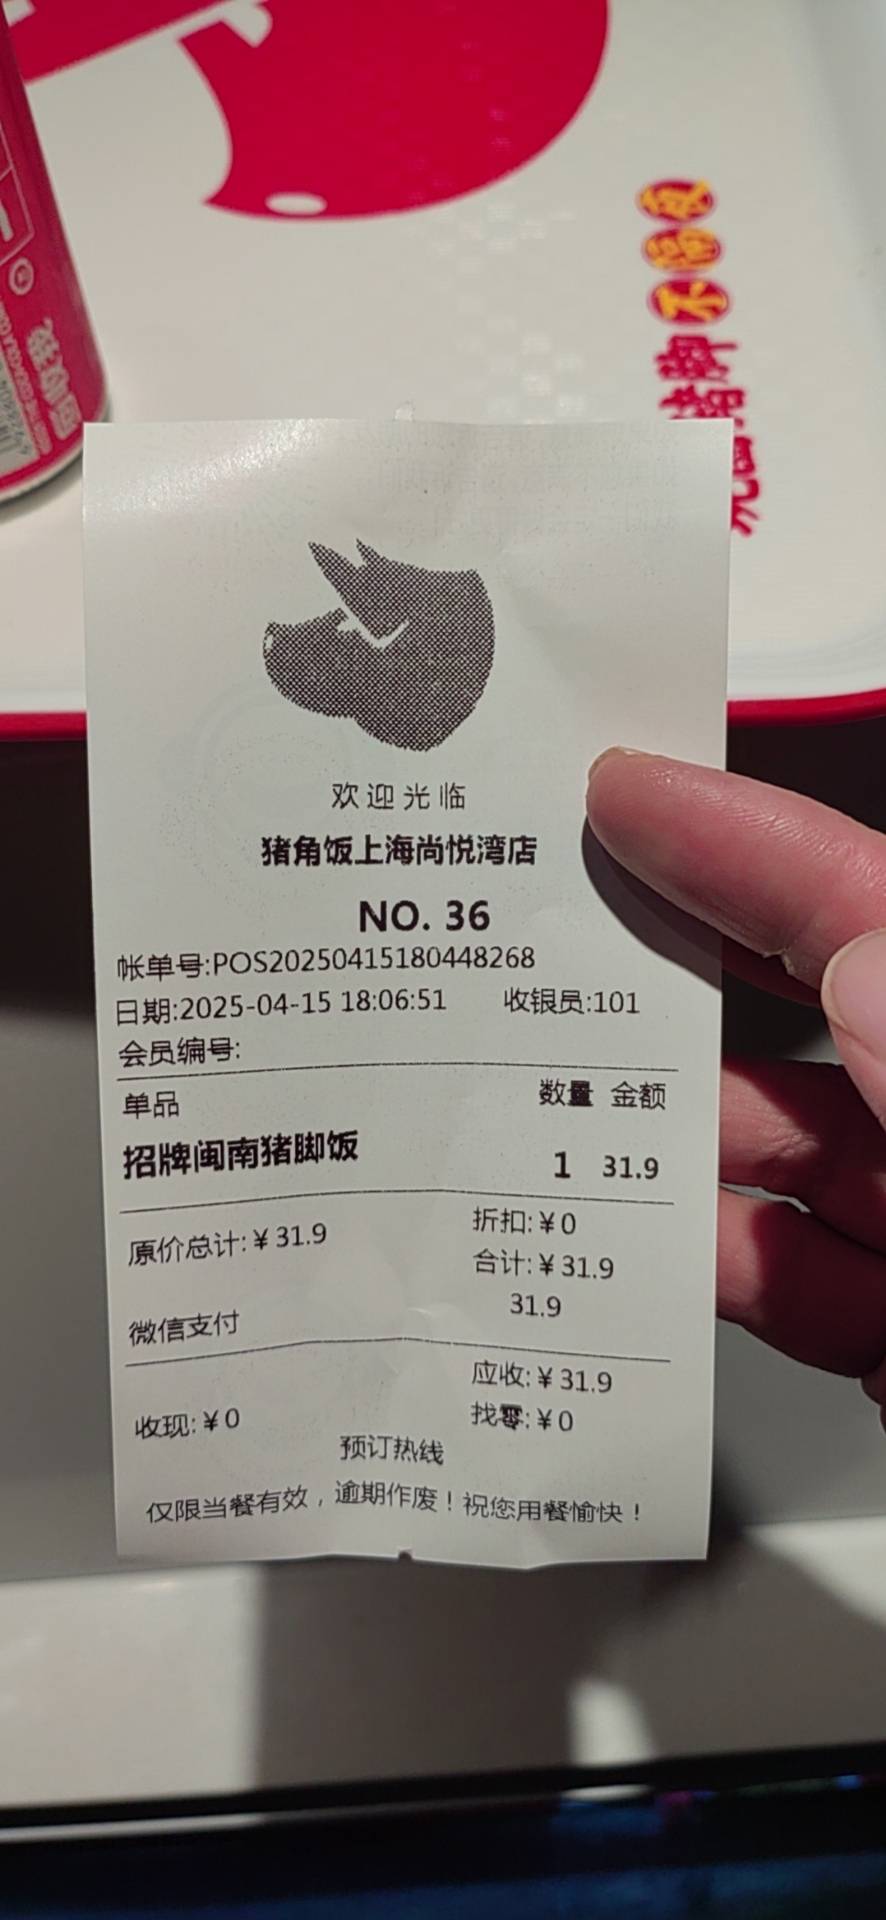 猪脚不隔夜
欢迎光临
猪角饭上海尚悦湾店
NO. 36
帐单号:POS20250415180448268
日期:2025-04-15 18:06:51 收银员:101
会员编号:
单品 数量 金额
招牌闽南猪脚饭 1 31.9
原价总计:￥31.9 折扣:￥0
合计:￥31.9
微信支付 31.9
应收:￥31.9
收现:￥0 找零:￥0
预订热线
仅限当餐有效，逾期作废！祝您用餐愉快！